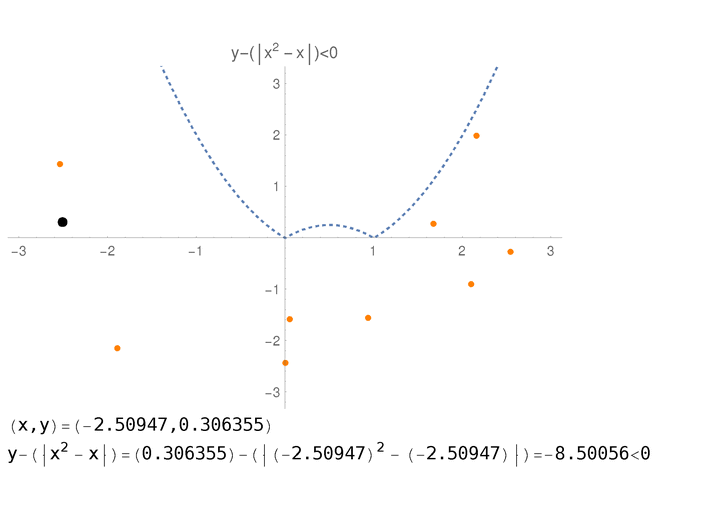 y−(|x² − x|)<0
3
2
1
−3 −2 −1 1 2 3
−1
−2
−3
(x,y)=(−2.50947,0.306355)
y−(|x² − x|)=(0.306355)−(|(−2.50947)² − (−2.50947)|)=−8.50056<0